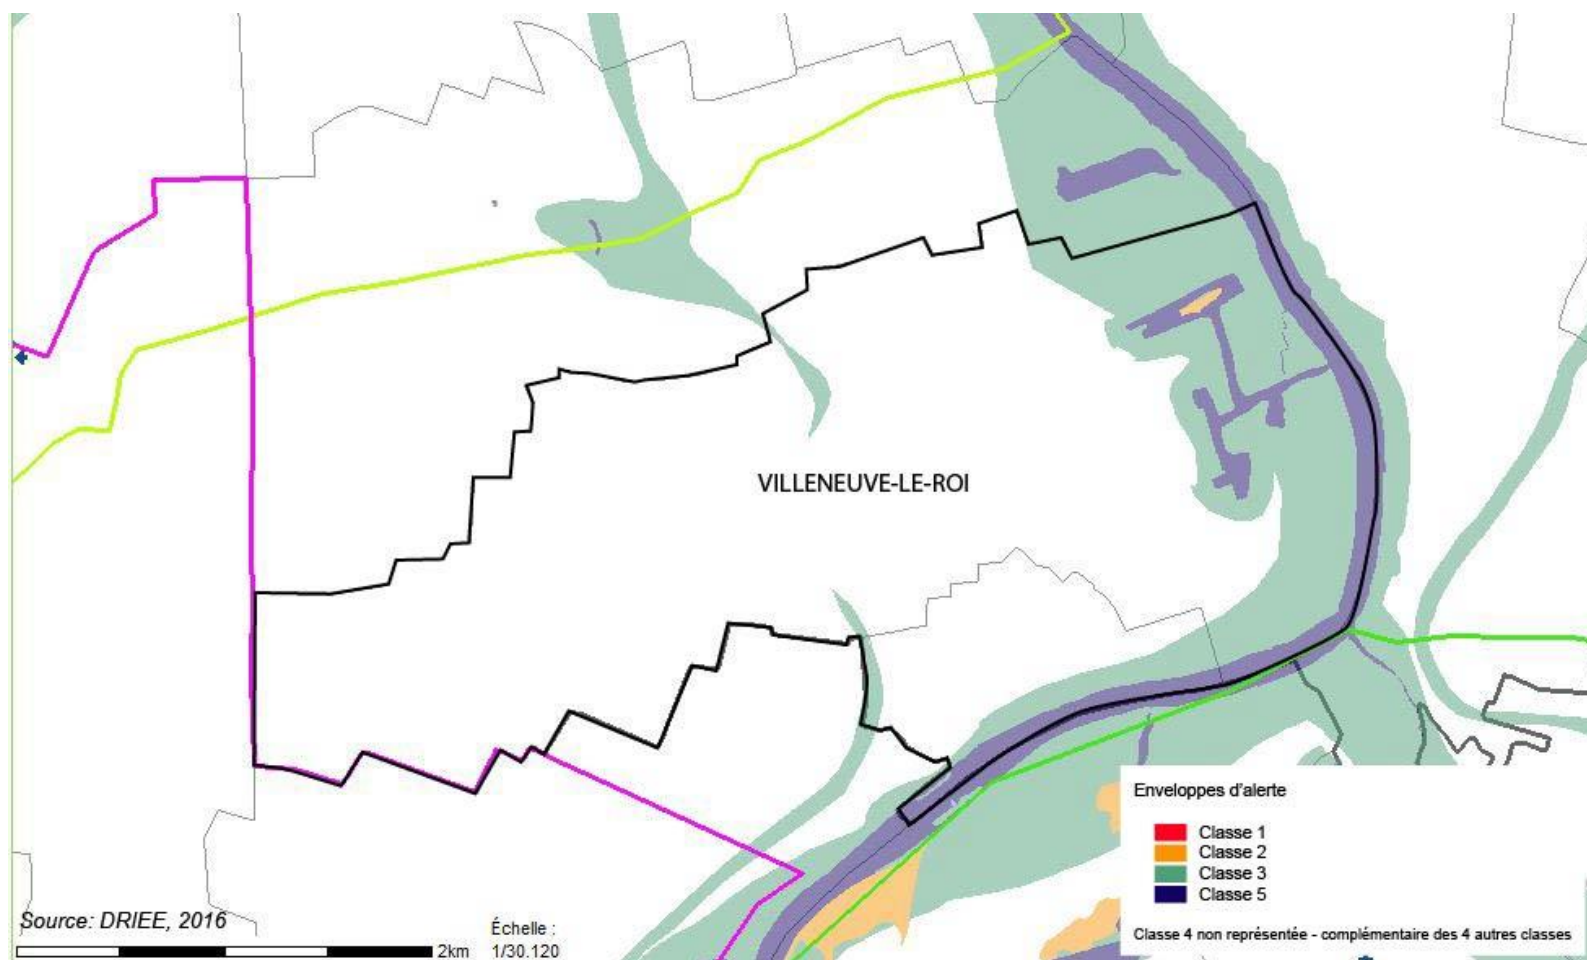 VILLENEUVE-LE-ROI
Enveloppes d'alerte
Classe 1
Classe 2
Classe 3
Classe 5
Classe 4 non représentée - complémentaire des 4 autres classes
Source: DRIEE, 2016
2km
Échelle :
1/30.120